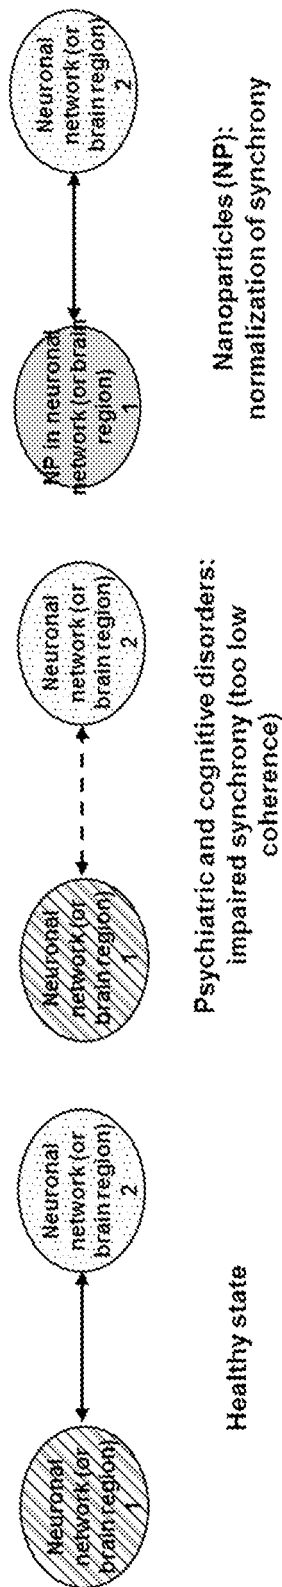 Neuronal
network (or
brain region)
1
Neuronal
network (or
brain region)
2
Healthy state
Neuronal
network (or
brain region)
1
Neuronal
network (or
brain region)
2
Psychiatric and cognitive disorders:
impaired synchrony (too low
coherence)
NP in neuronal
network (or brain
region)
1
Neuronal
network (or
brain region)
2
Nanoparticles (NP):
normalization of synchrony